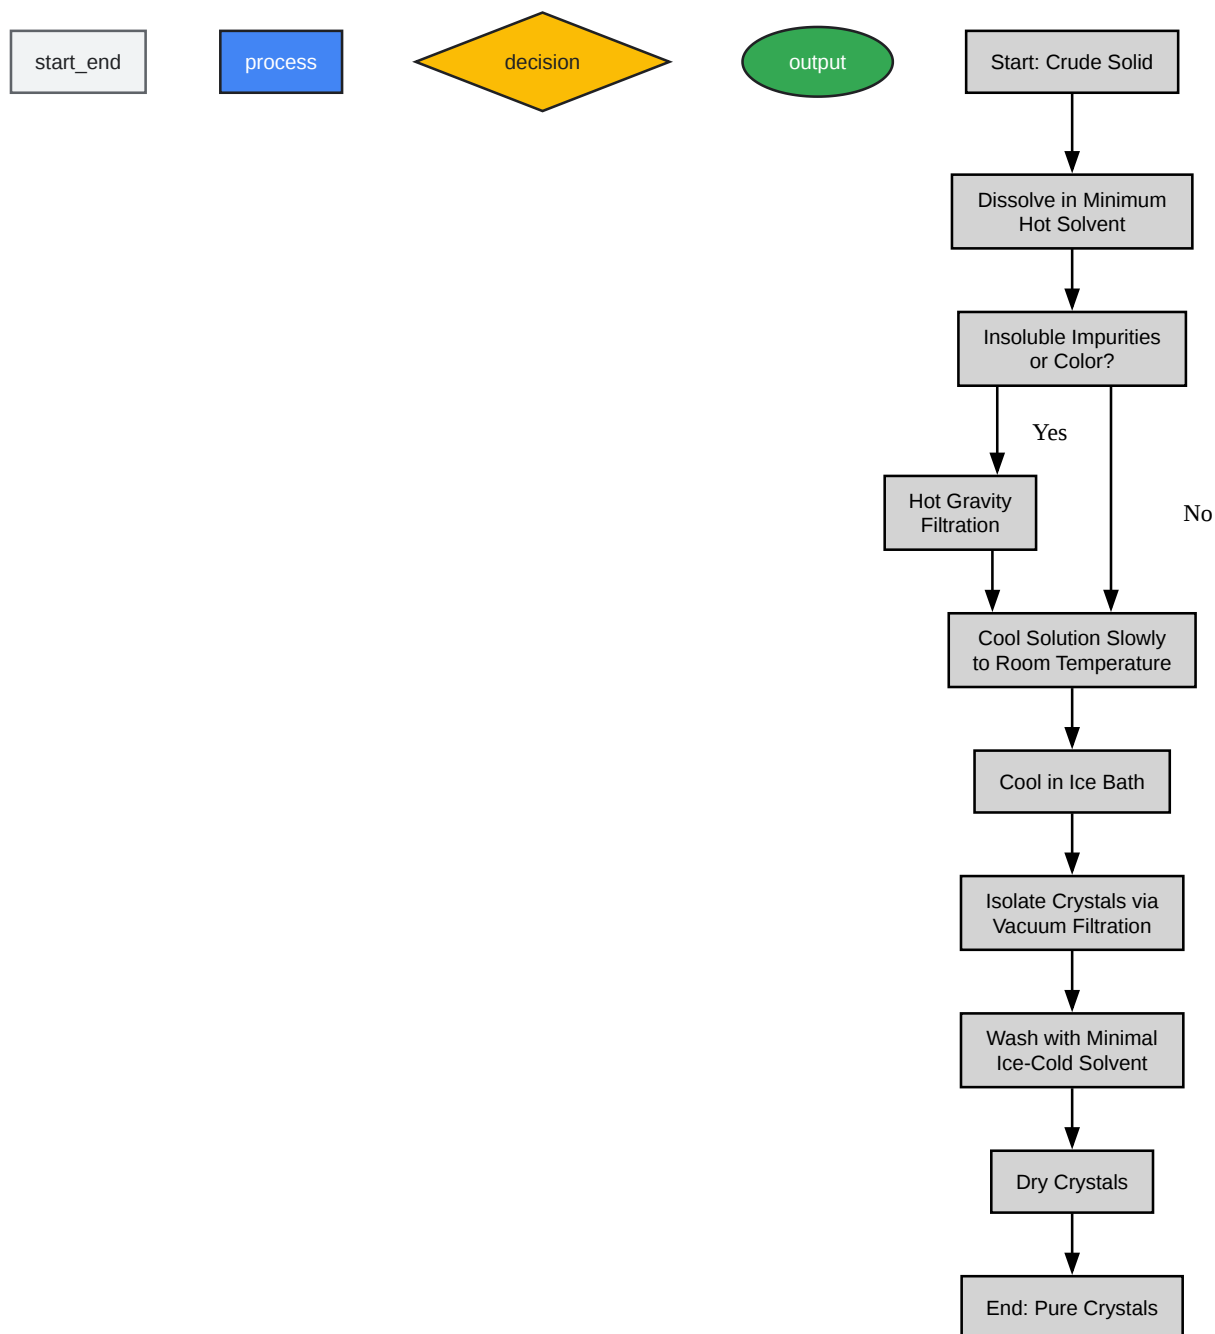 start_end
process
decision
output
Start: Crude Solid
Dissolve in Minimum
Hot Solvent
Insoluble Impurities
or Color?
Yes
Hot Gravity
Filtration
No
Cool Solution Slowly
to Room Temperature
Cool in Ice Bath
Isolate Crystals via
Vacuum Filtration
Wash with Minimal
Ice-Cold Solvent
Dry Crystals
End: Pure Crystals